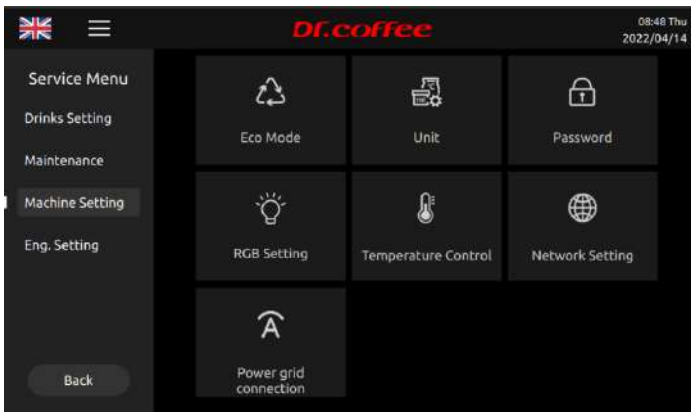 Dr.coffee
08:48 Thu
2022/04/14
Service Menu
Drinks Setting
Maintenance
Machine Setting
Eng. Setting
Back
Eco Mode
Unit
Password
RGB Setting
Temperature Control
Network Setting
A
Power grid
connection